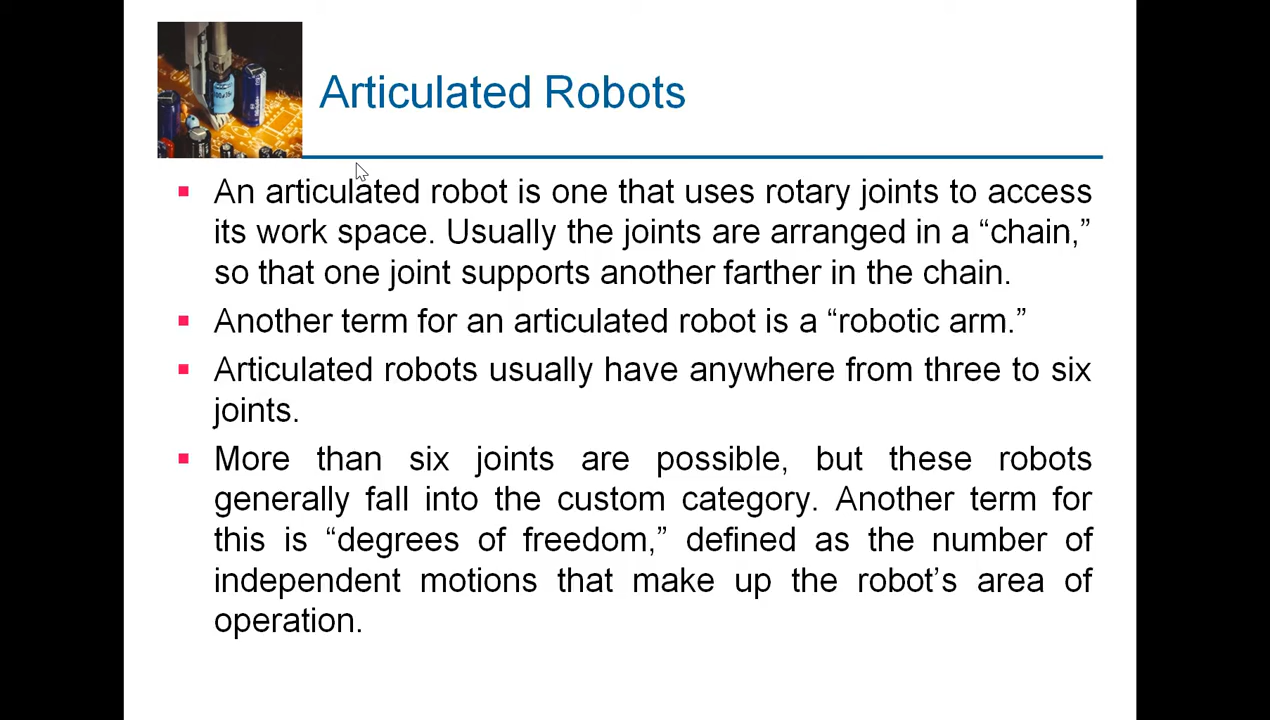 Articulated Robots
▪ An articulated robot is one that uses rotary joints to access
its work space. Usually the joints are arranged in a “chain,”
so that one joint supports another farther in the chain.
▪ Another term for an articulated robot is a “robotic arm.”
▪ Articulated robots usually have anywhere from three to six
joints.
▪ More than six joints are possible, but these robots
generally fall into the custom category. Another term for
this is “degrees of freedom,” defined as the number of
independent motions that make up the robot’s area of
operation.